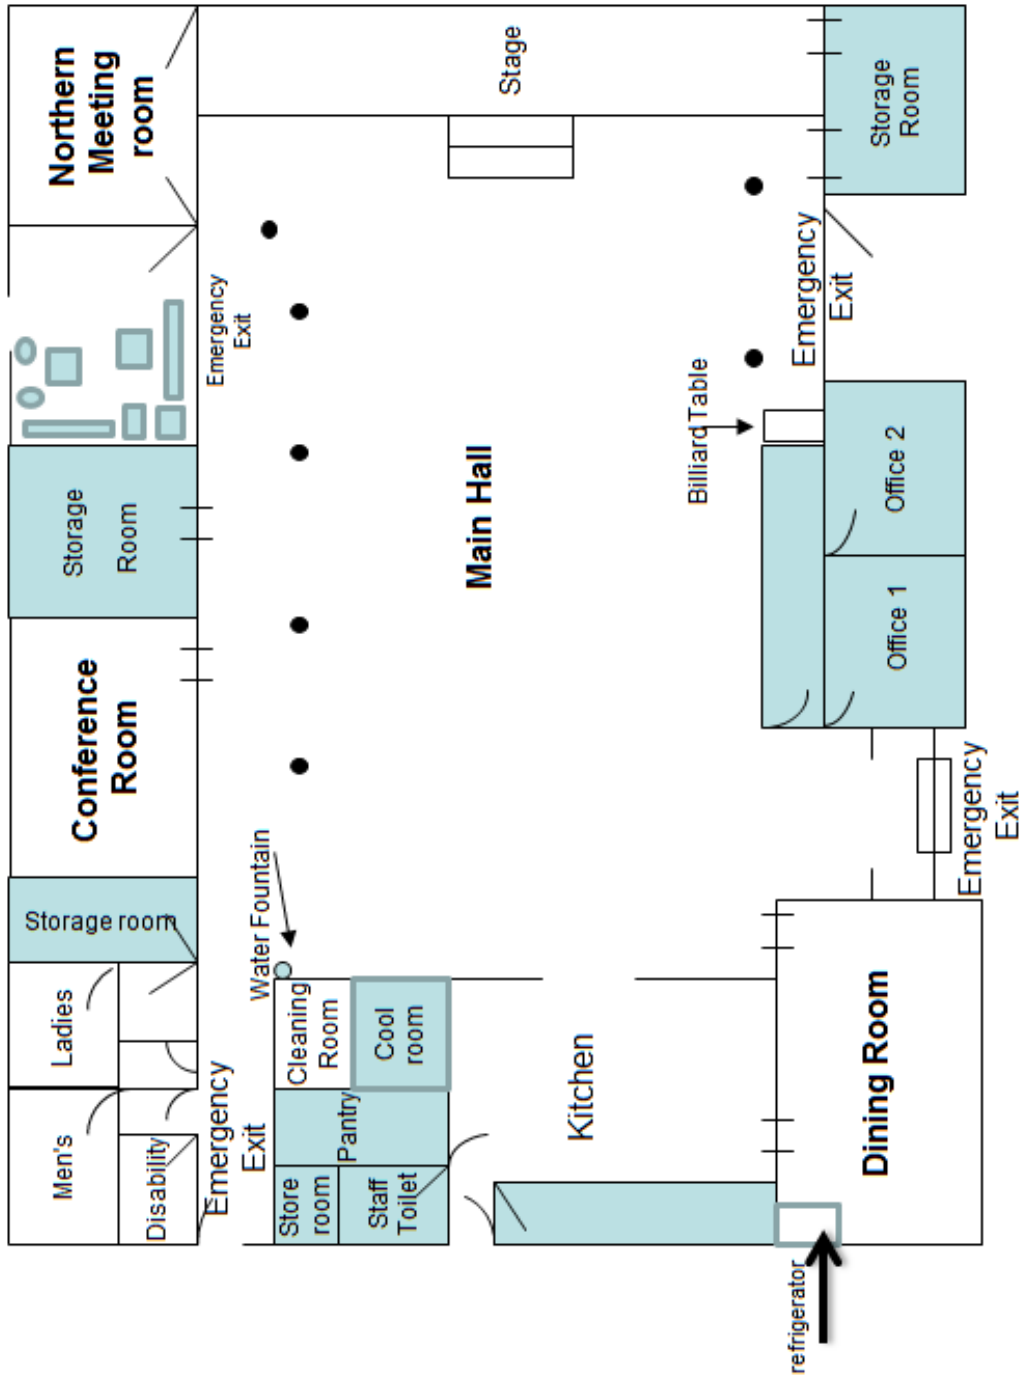 Northern
Meeting
room
Stage
Storage
Room
Emergency
Exit
Emergency
Exit
Storage
Room
Billiard Table
Main Hall
Office 2
Office 1
Conference
Room
Storage room
Water Fountain
Emergency
Exit
Ladies
Men's
Disability
Emergency
Exit
Cleaning
Room
Cool
room
Pantry
Store
room
Staff
Toilet
Kitchen
Dining Room
refrigerator